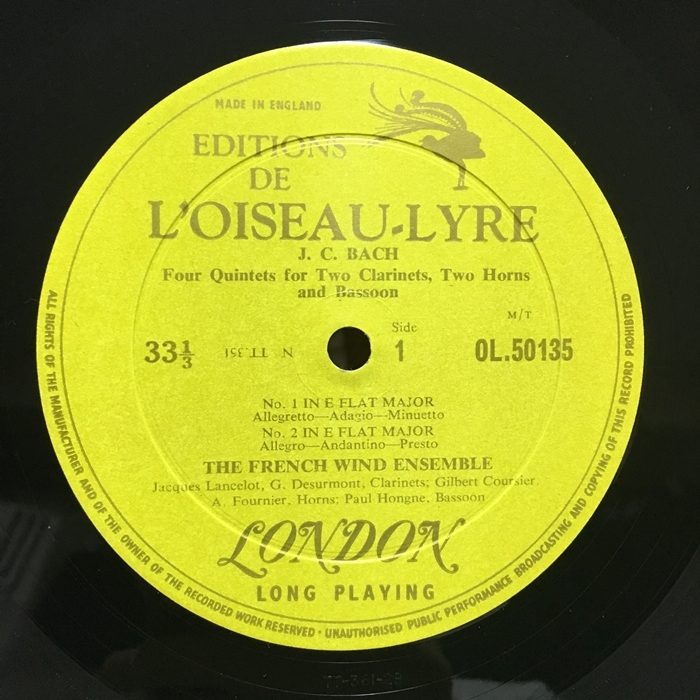 MADE IN ENGLAND
EDITIONS
DE
L'OISEAU-LYRE
J. C. BACH
Four Quintets for Two Clarinets, Two Horns
and Bassoon
M/T
Side
33⅓ TT.351 N 1 OL.50135
No. 1 IN E FLAT MAJOR
Allegretto—Adagio—Minuetto
No. 2 IN E FLAT MAJOR
Allegro—Andantino—Presto
THE FRENCH WIND ENSEMBLE
Jacques Lancelot, G. Desurmont, Clarinets; Gilbert Coursier,
A. Fournier, Horns; Paul Hongne, Bassoon
LONDON
LONG PLAYING
ALL RIGHTS OF THE MANUFACTURER AND OF THE OWNER OF THE RECORDED WORK RESERVED · UNAUTHORISED PUBLIC PERFORMANCE BROADCASTING AND COPYING OF THIS RECORD PROHIBITED